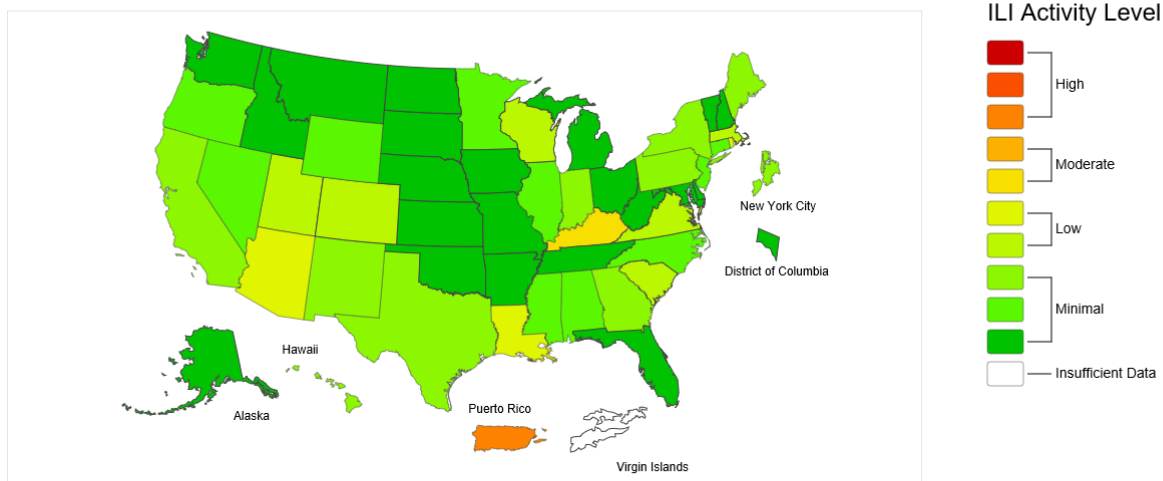 ILI Activity Level
High
Moderate
Low
Minimal
Insufficient Data
New York City
District of Columbia
Hawaii
Alaska
Puerto Rico
Virgin Islands